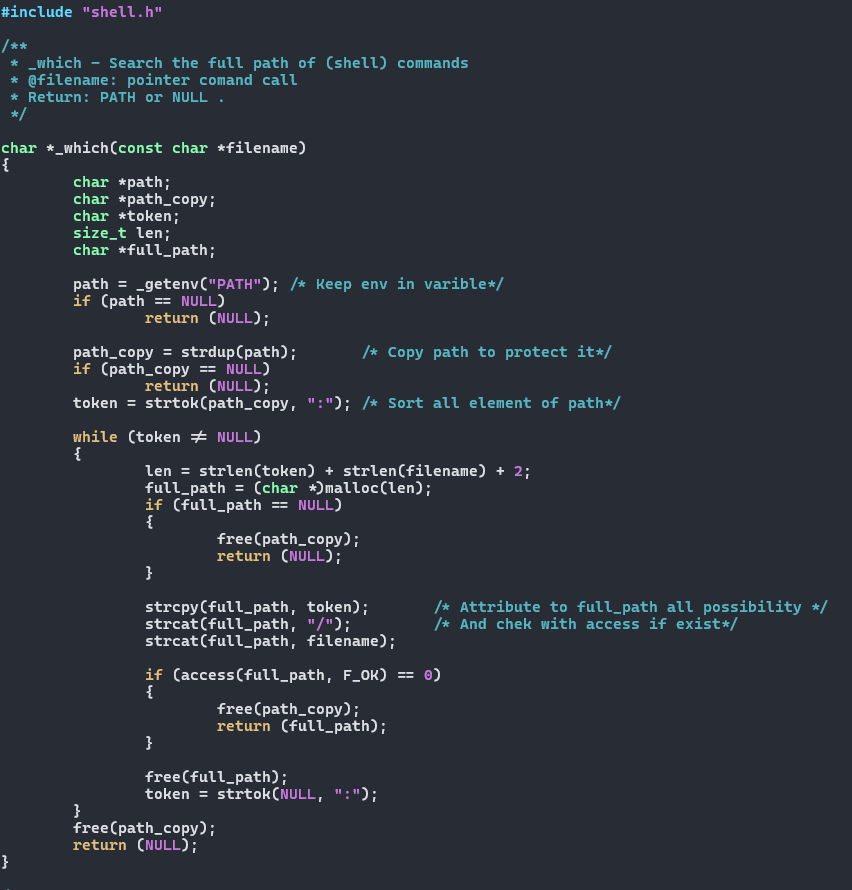 #include "shell.h"

/**
 * _which - Search the full path of (shell) commands
 * @filename: pointer comand call
 * Return: PATH or NULL .
 */

char *_which(const char *filename)
{
        char *path;
        char *path_copy;
        char *token;
        size_t len;
        char *full_path;

        path = _getenv("PATH"); /* Keep env in varible*/
        if (path == NULL)
                return (NULL);

        path_copy = strdup(path);       /* Copy path to protect it*/
        if (path_copy == NULL)
                return (NULL);
        token = strtok(path_copy, ":"); /* Sort all element of path*/

        while (token != NULL)
        {
                len = strlen(token) + strlen(filename) + 2;
                full_path = (char *)malloc(len);
                if (full_path == NULL)
                {
                        free(path_copy);
                        return (NULL);
                }

                strcpy(full_path, token);       /* Attribute to full_path all possibility */
                strcat(full_path, "/");         /* And chek with access if exist*/
                strcat(full_path, filename);

                if (access(full_path, F_OK) == 0)
                {
                        free(path_copy);
                        return (full_path);
                }

                free(full_path);
                token = strtok(NULL, ":");
        }
        free(path_copy);
        return (NULL);
}